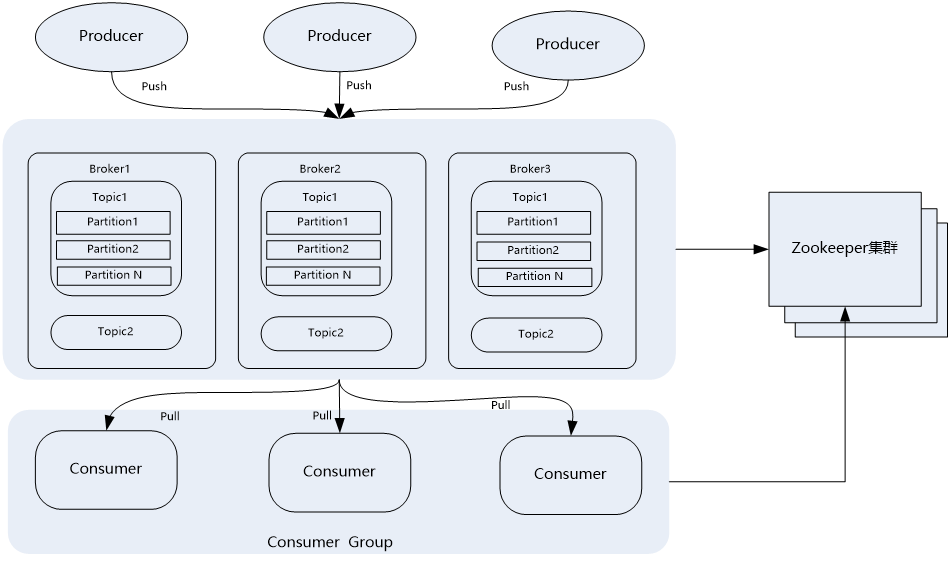 Producer
Producer
Producer
Push
Push
Push
Broker1
Topic1
Partition1
Partition2
Partition N
Topic2
Broker2
Topic1
Partition1
Partition2
Partition N
Topic2
Broker3
Topic1
Partition1
Partition2
Partition N
Topic2
Zookeeper集群
Pull
Pull
Pull
Consumer
Consumer
Consumer
Consumer Group